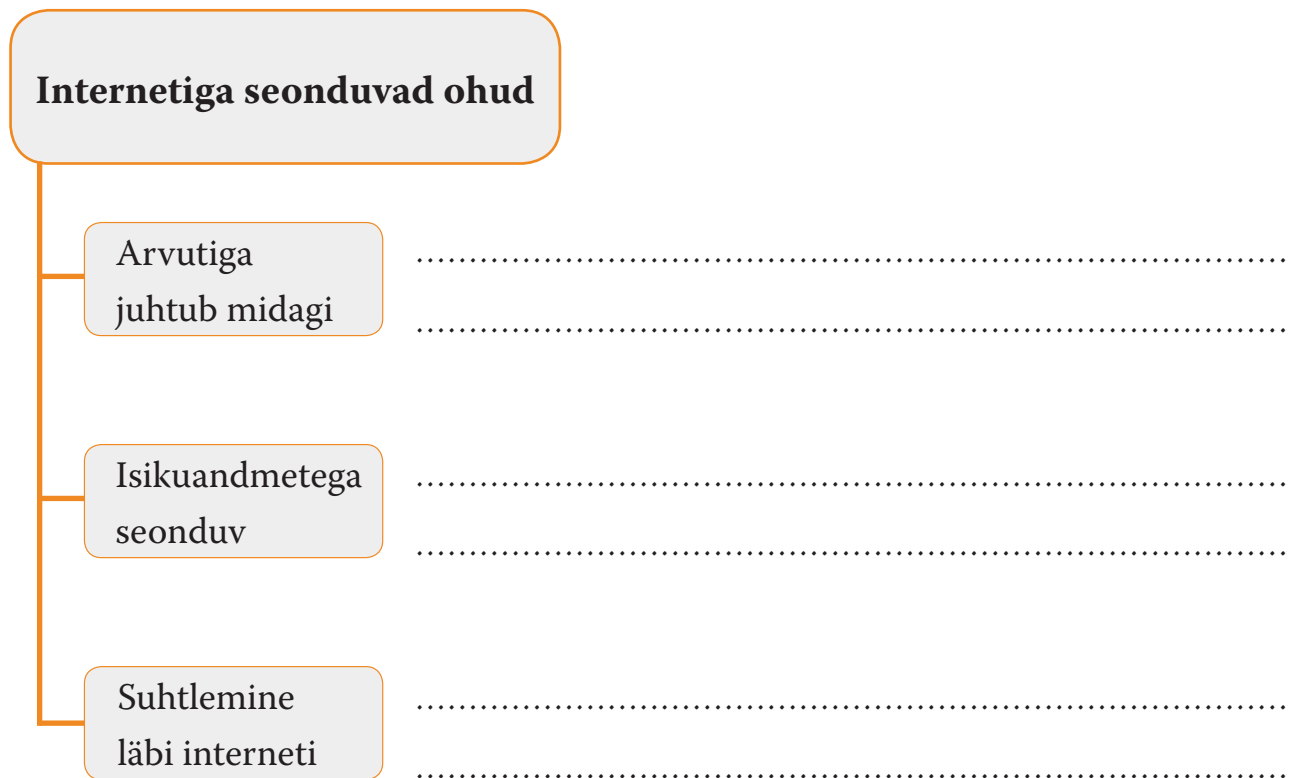 Internetiga seonduvad ohud
Arvutiga
juhtub midagi
Isikuandmetega
seonduv
Suhtlemine
läbi interneti